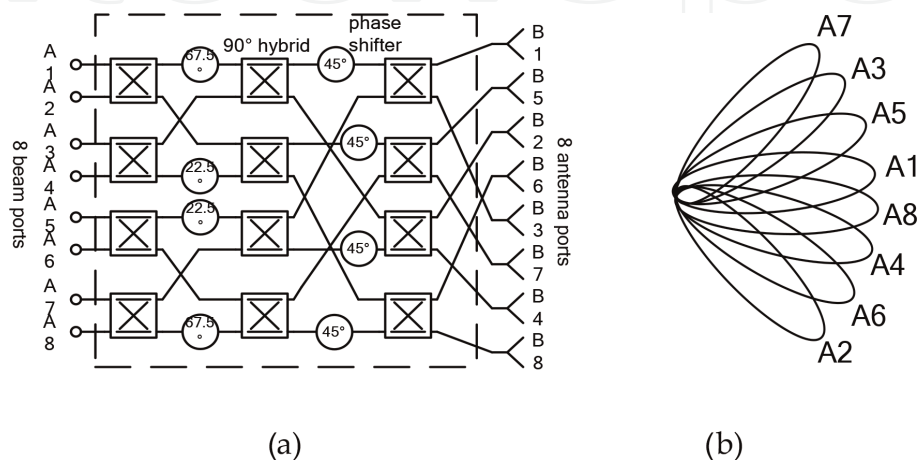 phase
shifter
90° hybrid
67.5
°
45°
45°
22.5
°
22.5
°
45°
67.5
°
45°
8 beam ports
A
1
A
2
A
3
A
4
A
5
A
6
A
7
A
8
B
1
B
5
B
2
B
6
B
3
B
7
B
4
B
8
8 antenna ports
A7
A3
A5
A1
A8
A4
A6
A2
(a)
(b)